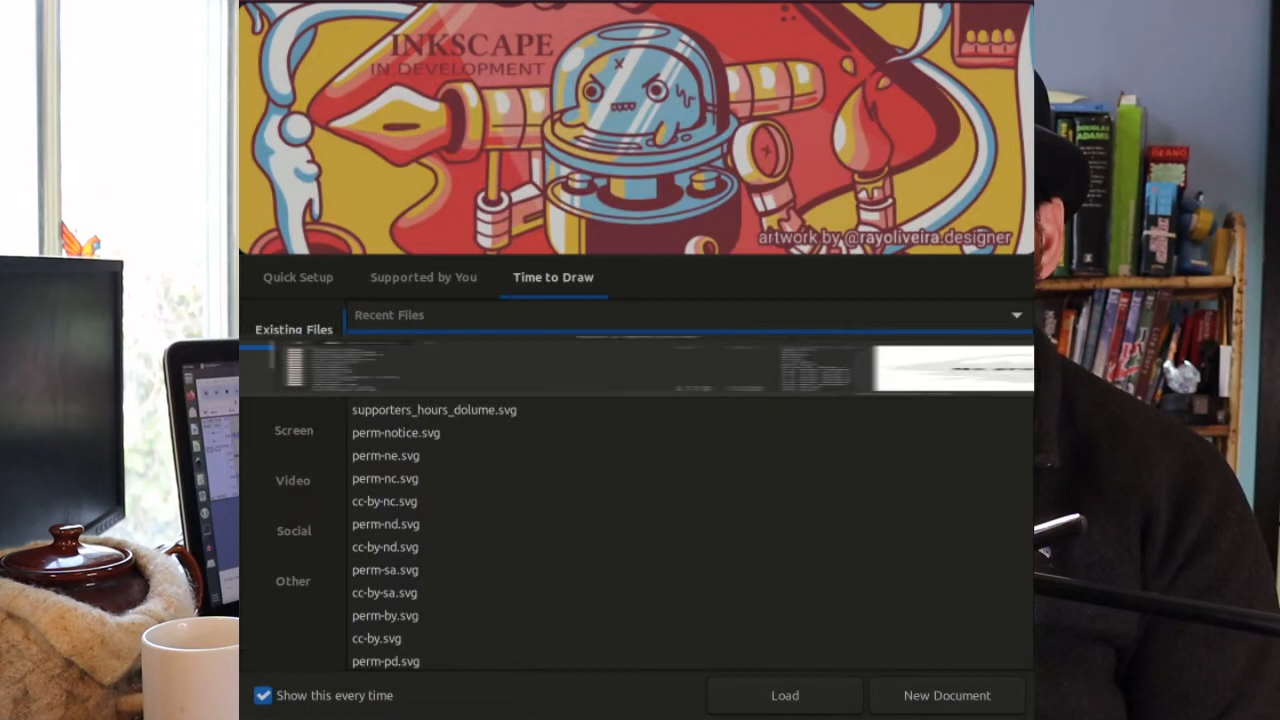 INKSCAPE
IN DEVELOPMENT
artwork by @rayoliveira.designer
DOUGLAS
ADAMS
Quick Setup
Supported by You
Time to Draw
Existing Files
Recent Files
supporters_hours_dolume.svg
Screen
perm-notice.svg
perm-ne.svg
Video
perm-nc.svg
cc-by-nc.svg
Social
perm-nd.svg
cc-by-nd.svg
perm-sa.svg
Other
cc-by-sa.svg
perm-by.svg
cc-by.svg
perm-pd.svg
Show this every time
Load
New Document